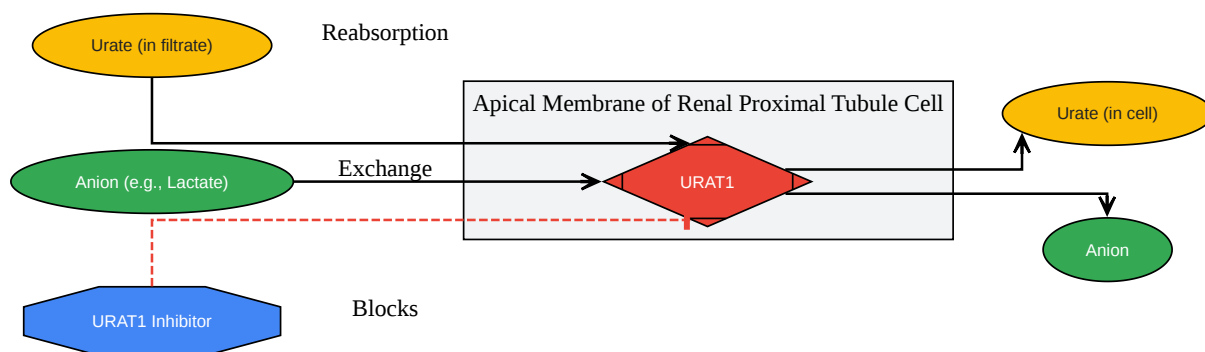 Urate (in filtrate)
Reabsorption
Apical Membrane of Renal Proximal Tubule Cell
Urate (in cell)
Anion (e.g., Lactate)
Exchange
URAT1
Anion
URAT1 Inhibitor
Blocks